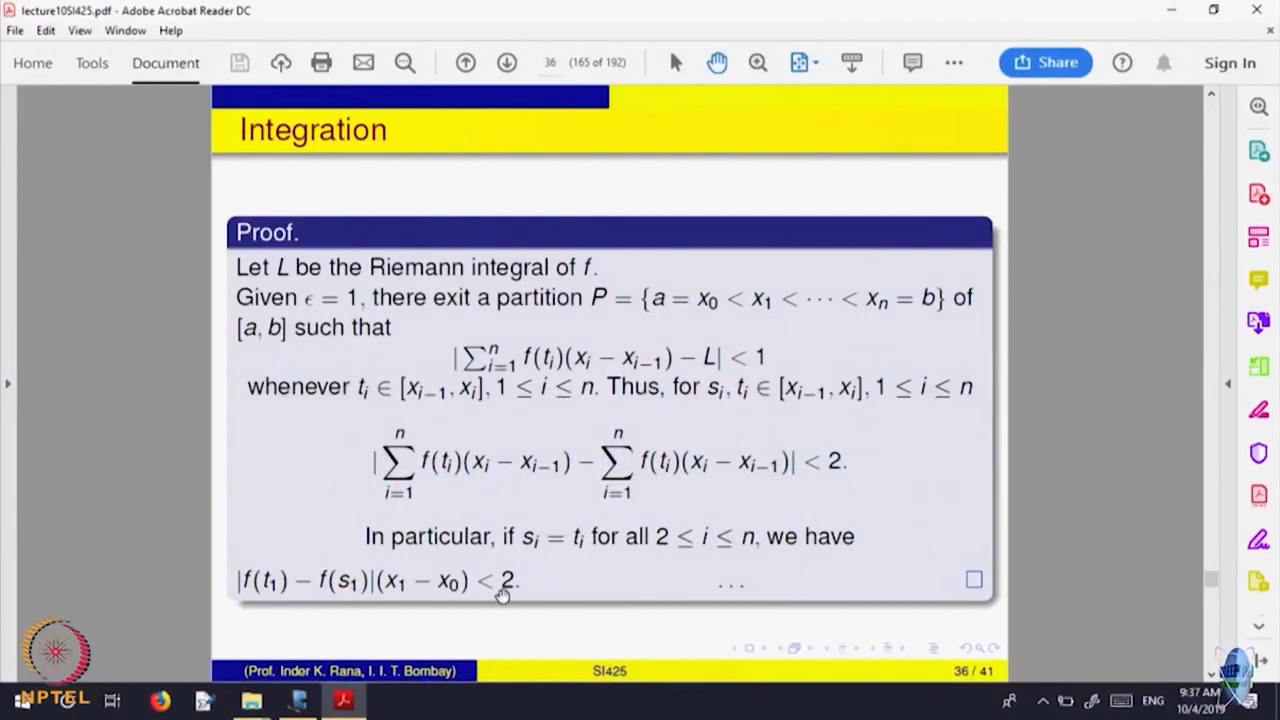 lecture10SI425.pdf - Adobe Acrobat Reader DC
File Edit View Window Help
Home Tools Document 36 (165 of 192) Share Sign In
Integration
Proof.
Let L be the Riemann integral of f.
Given ϵ = 1, there exit a partition P = {a = x₀ < x₁ < ··· < xₙ = b} of
[a, b] such that
|∑ⁿᵢ₌₁ f(tᵢ)(xᵢ − xᵢ₋₁) − L| < 1
whenever tᵢ ∈ [xᵢ₋₁, xᵢ], 1 ≤ i ≤ n. Thus, for sᵢ, tᵢ ∈ [xᵢ₋₁, xᵢ], 1 ≤ i ≤ n
|∑ⁿᵢ₌₁ f(tᵢ)(xᵢ − xᵢ₋₁) − ∑ⁿᵢ₌₁ f(tᵢ)(xᵢ − xᵢ₋₁)| < 2.
In particular, if sᵢ = tᵢ for all 2 ≤ i ≤ n, we have
|f(t₁) − f(s₁)|(x₁ − x₀) < 2. ...
(Prof. Inder K. Rana, I. I. T. Bombay) SI425 36 / 41
NPTEL
ENG 9:37 AM
10/4/2019